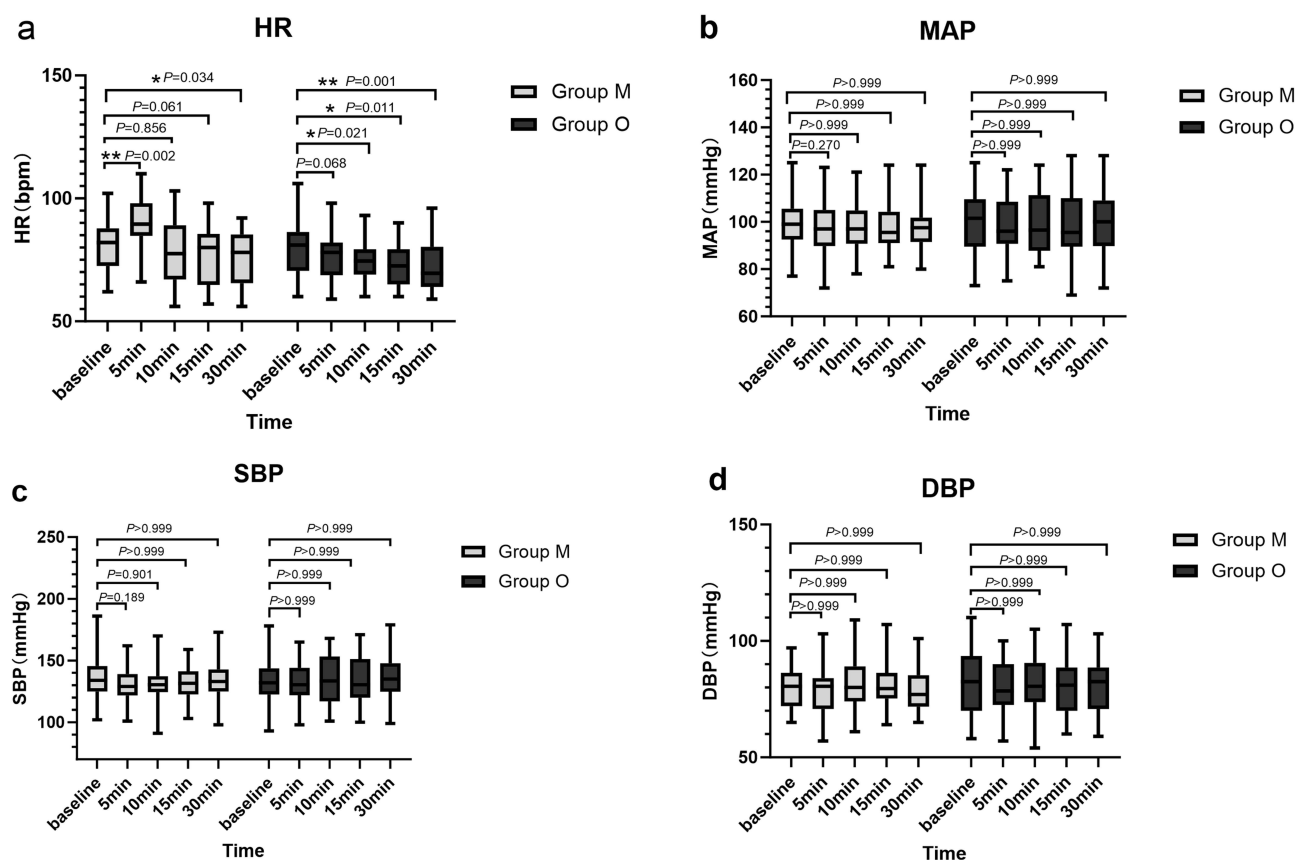 a
HR
150
100
50
HR(bpm)
* P=0.034
P=0.061
P=0.856
** P=0.002
** P=0.001
* P=0.011
* P=0.021
P=0.068
Group M
Group O
baseline 5min 10min 15min 30min baseline 5min 10min 15min 30min
Time
b
MAP
160
140
120
100
80
60
MAP(mmHg)
P>0.999
P>0.999
P>0.999
P=0.270
P>0.999
P>0.999
P>0.999
P>0.999
Group M
Group O
baseline 5min 10min 15min 30min baseline 5min 10min 15min 30min
Time
c
SBP
250
200
150
100
SBP(mmHg)
P>0.999
P>0.999
P=0.901
P=0.189
P>0.999
P>0.999
P>0.999
P>0.999
Group M
Group O
baseline 5min 10min 15min 30min baseline 5min 10min 15min 30min
Time
d
DBP
150
100
50
DBP(mmHg)
P>0.999
P>0.999
P>0.999
P>0.999
P>0.999
P>0.999
P>0.999
P>0.999
Group M
Group O
baseline 5min 10min 15min 30min baseline 5min 10min 15min 30min
Time